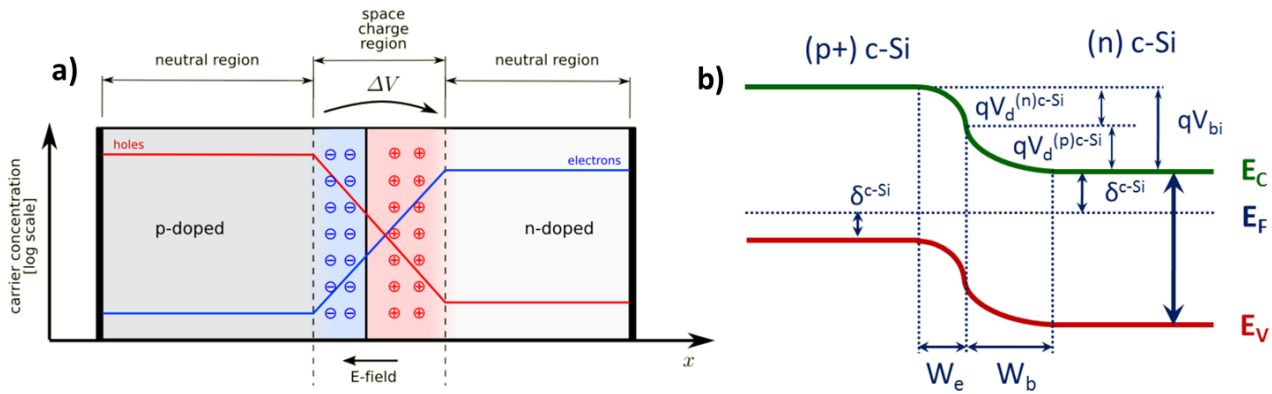 a)
space
charge
region
neutral region
neutral region
ΔV
carrier concentration
[log scale]
holes
electrons
⊖ ⊖ ⊕ ⊕
⊖ ⊖ ⊕ ⊕
⊖ ⊖ ⊕ ⊕
p-doped
⊖ ⊖ ⊕ ⊕
n-doped
⊖ ⊖ ⊕ ⊕
⊖ ⊖ ⊕ ⊕
⊖ ⊖ ⊕ ⊕
E-field
x
b)
(p+) c-Si
(n) c-Si
qV_d^(n)c-Si
qV_bi
qV_d^(p)c-Si
E_C
δ^c-Si
δ^c-Si
E_F
E_V
W_e
W_b